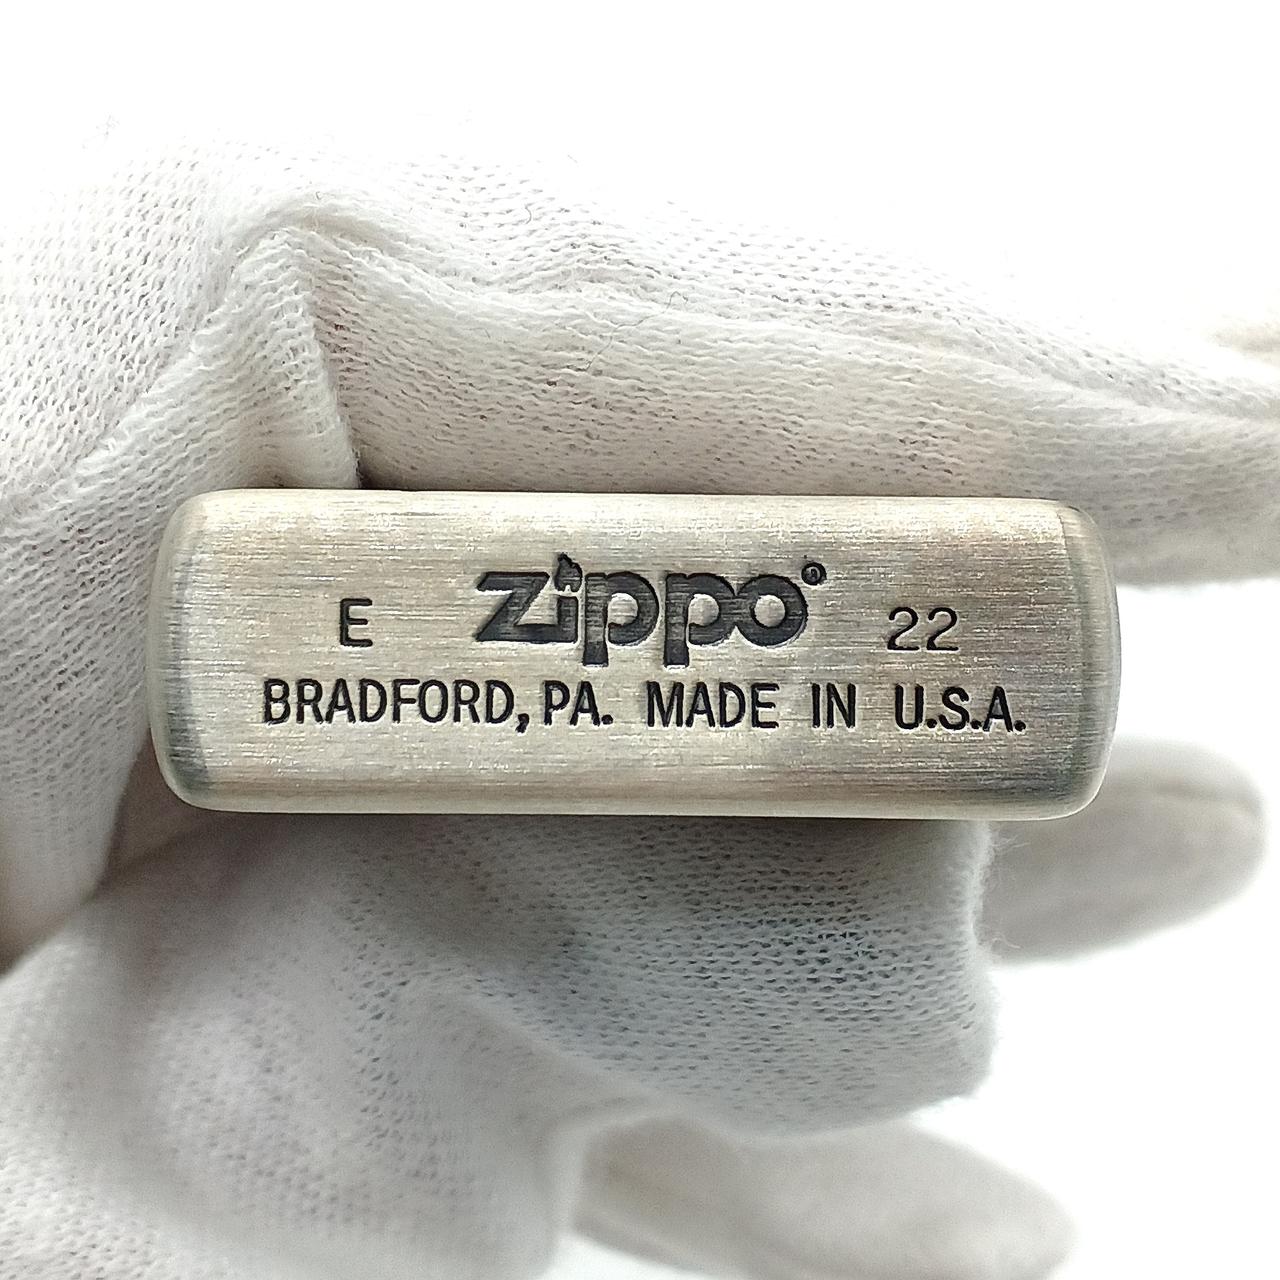 E zippo® 22
BRADFORD, PA. MADE IN U.S.A.